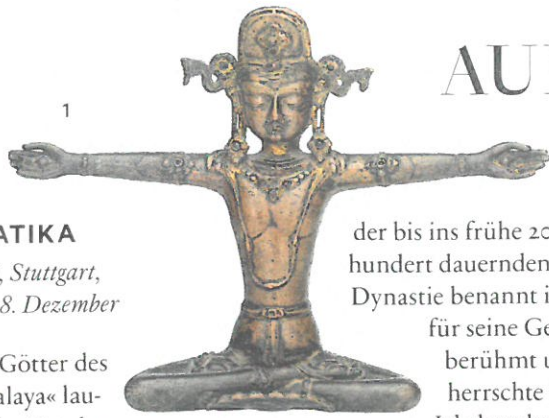 AU
1
ATIKA
, Stuttgart,
8. Dezember
Götter des
alaya« lau-
der bis ins frühe 20
hundert dauernden
Dynastie benannt i
für seine Ge
berühmt u
herrschte